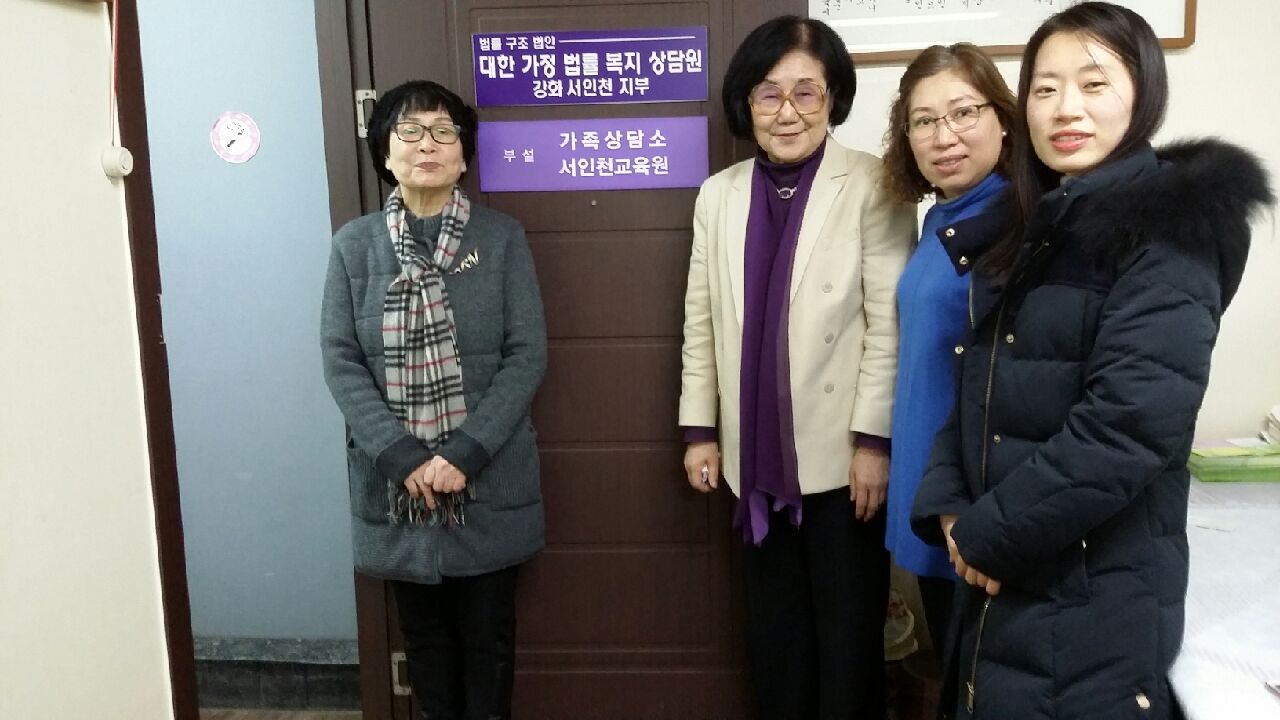 법률 구조 법인
대한 가정 법률 복지 상담원
강화 서인천 지부
부설 가족상담소
서인천교육원